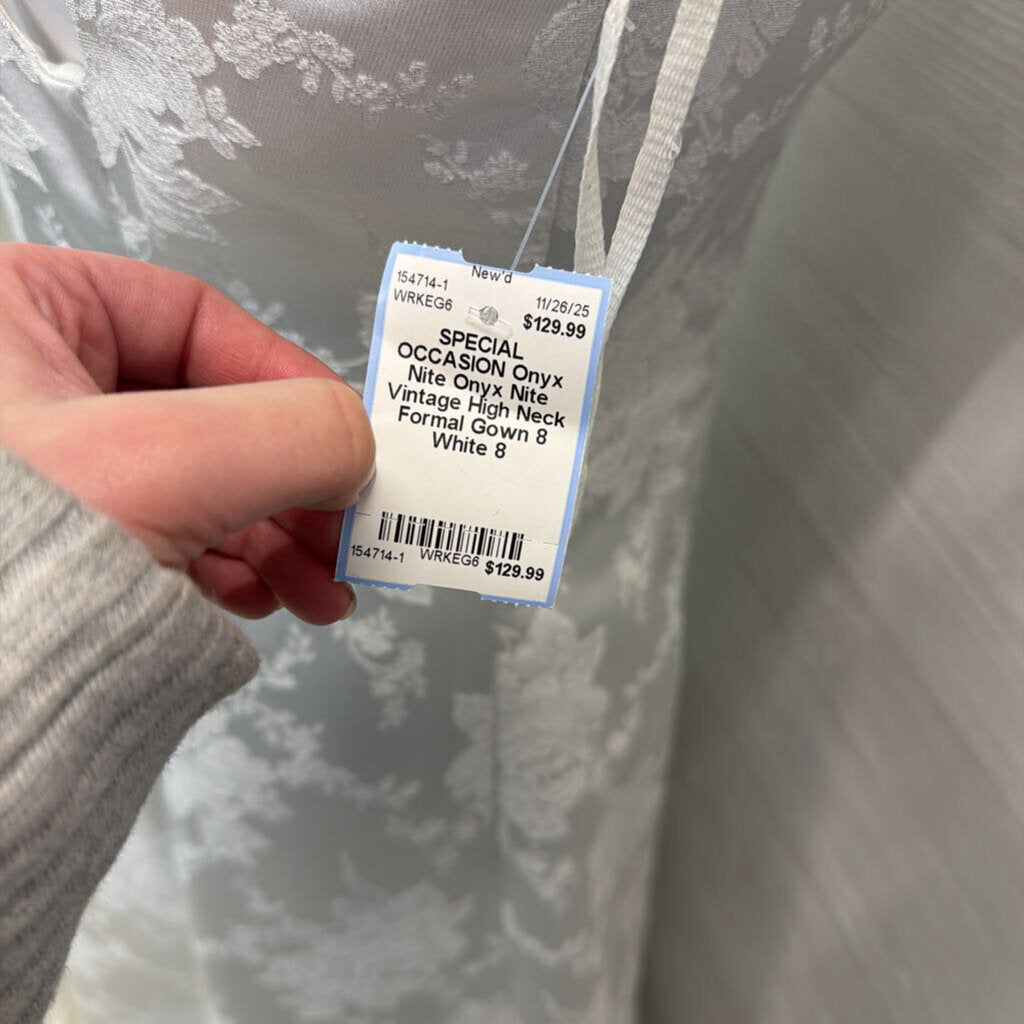 New'd
154714-1 11/26/25
WRKEG6 $129.99
SPECIAL
OCCASION Onyx
Nite Onyx Nite
Vintage High Neck
Formal Gown 8
White 8
154714-1 WRKEG6 $129.99